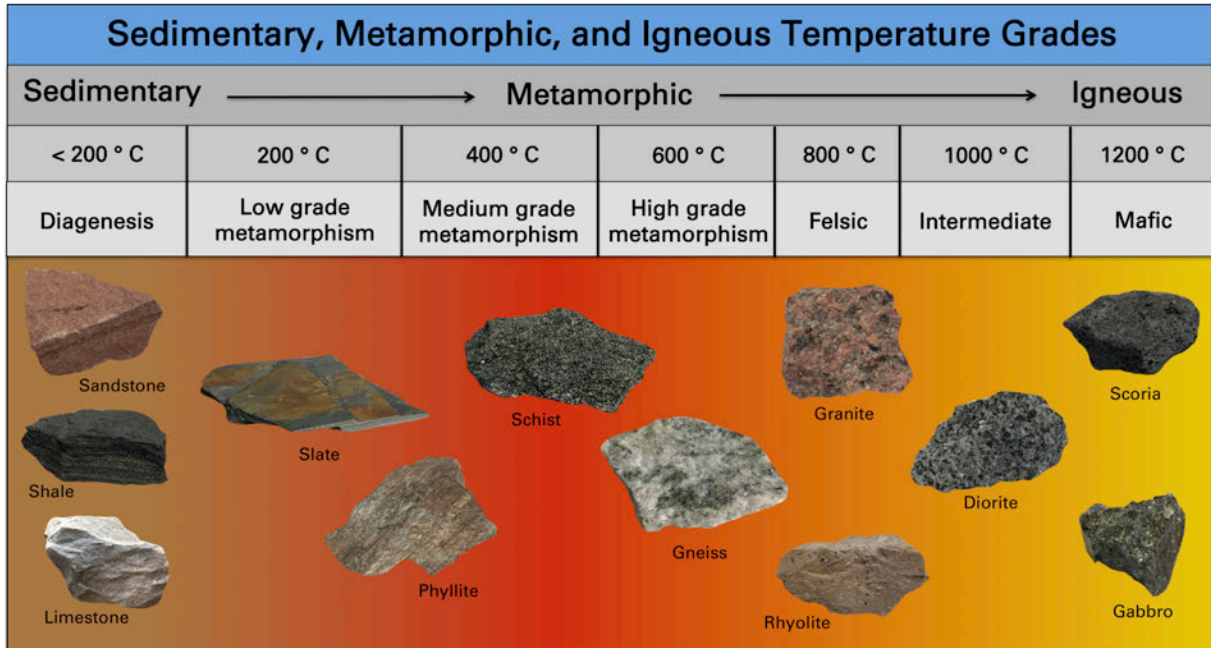 Sedimentary, Metamorphic, and Igneous Temperature Grades
Sedimentary Metamorphic Igneous
< 200 ° C 200 ° C 400 ° C 600 ° C 800 ° C 1000 ° C 1200 ° C
Diagenesis
Low grade
metamorphism
Medium grade
metamorphism
High grade
metamorphism
Felsic
Intermediate
Mafic
Sandstone
Shale
Limestone
Slate
Phyllite
Schist
Gneiss
Granite
Rhyolite
Diorite
Scoria
Gabbro